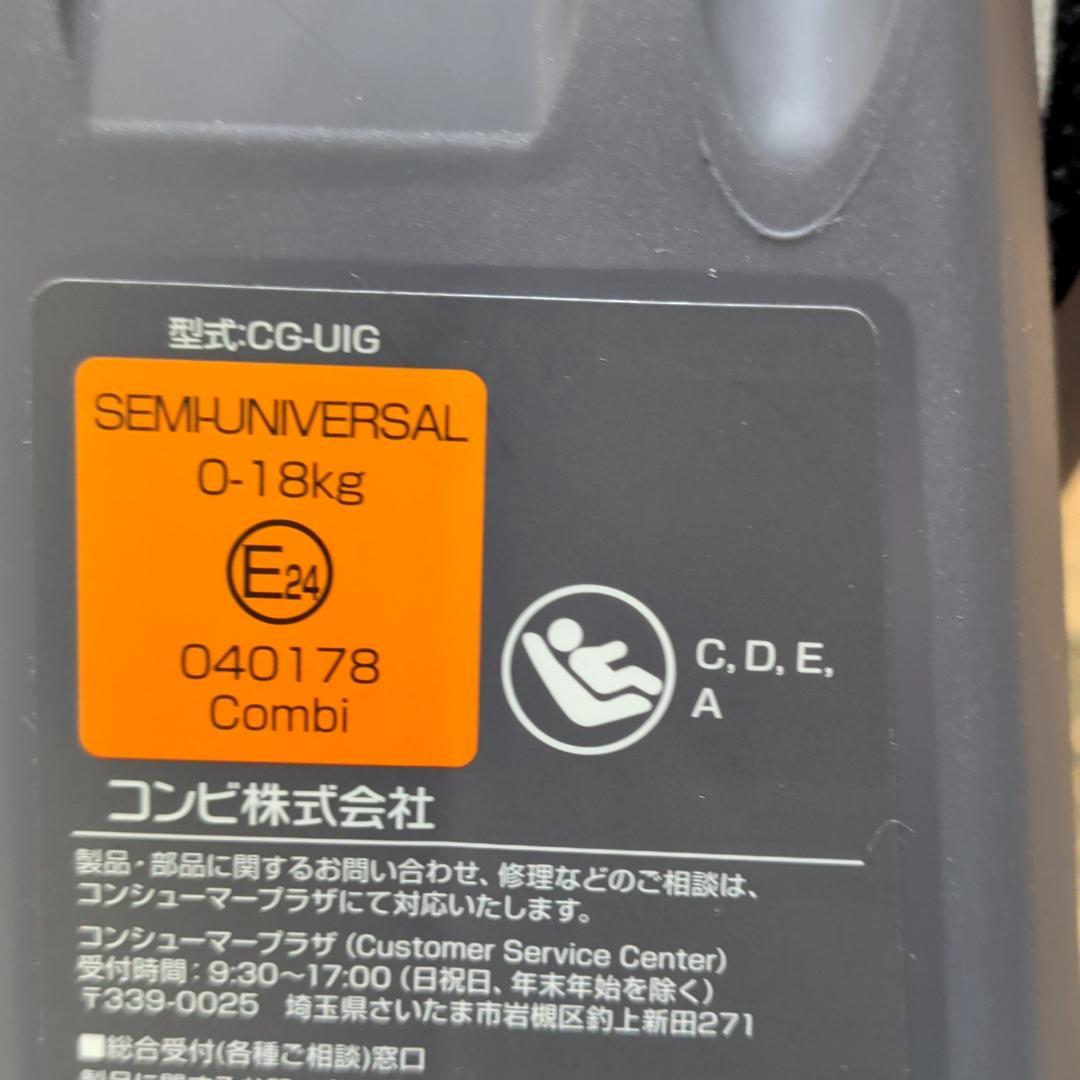 型式:CG-UIG
SEMI-UNIVERSAL
0-18kg
E24
040178
Combi
C, D, E,
A
コンビ株式会社
製品・部品に関するお問い合わせ、修理などのご相談は、
コンシューマープラザにて対応いたします。
コンシューマープラザ (Customer Service Center)
受付時間：9:30～17:00 (日祝日、年末年始を除く)
〒339-0025 埼玉県さいたま市岩槻区釣上新田271
■総合受付(各種ご相談)窓口